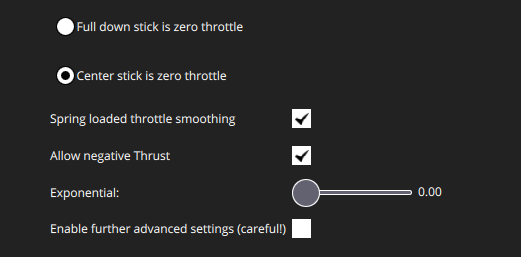 Full down stick is zero throttle
Center stick is zero throttle
Spring loaded throttle smoothing
Allow negative Thrust
Exponential: 0.00
Enable further advanced settings (careful!)